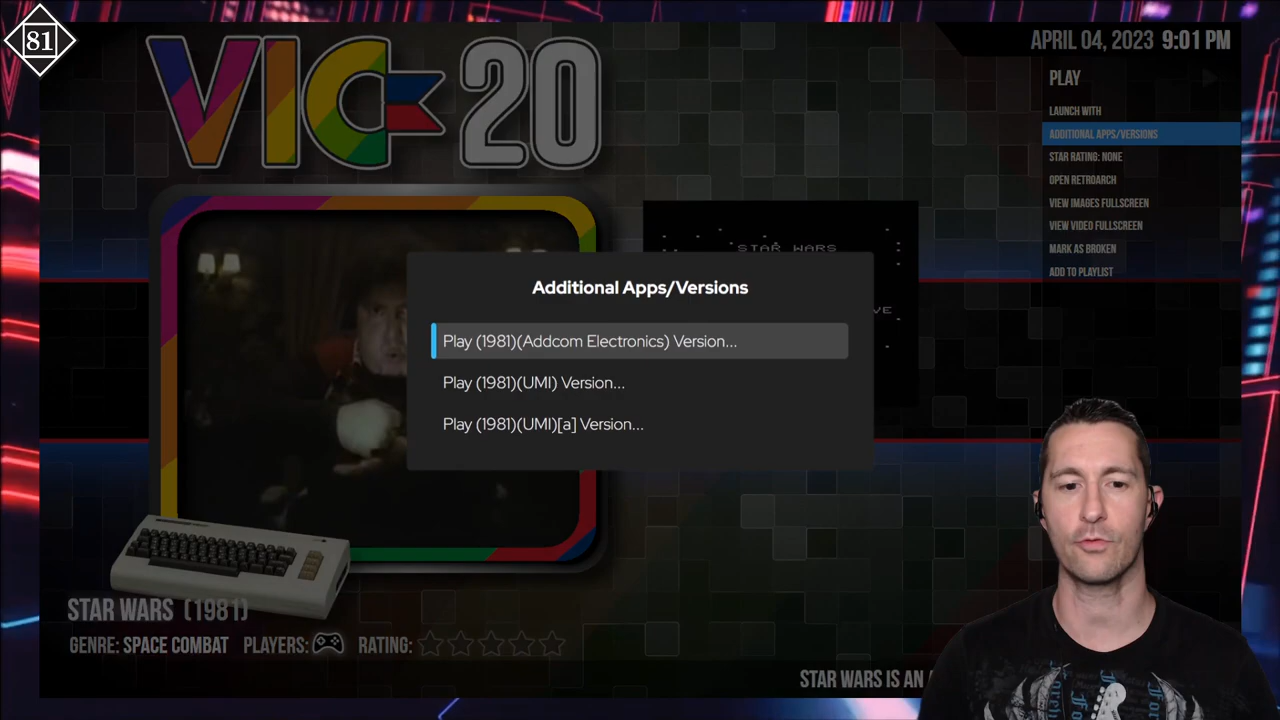 81
VIC 20
APRIL 04, 2023 9:01 PM
PLAY
LAUNCH WITH
ADDITIONAL APPS/VERSIONS
STAR RATING: NONE
OPEN RETROARCH
VIEW IMAGES FULLSCREEN
VIEW VIDEO FULLSCREEN
MARK AS BROKEN
ADD TO PLAYLIST
STAR WARS
VE
Additional Apps/Versions
Play (1981)(Addcom Electronics) Version...
Play (1981)(UMI) Version...
Play (1981)(UMI)[a] Version...
STAR WARS (1981)
GENRE: SPACE COMBAT PLAYERS: RATING:
STAR WARS IS AN